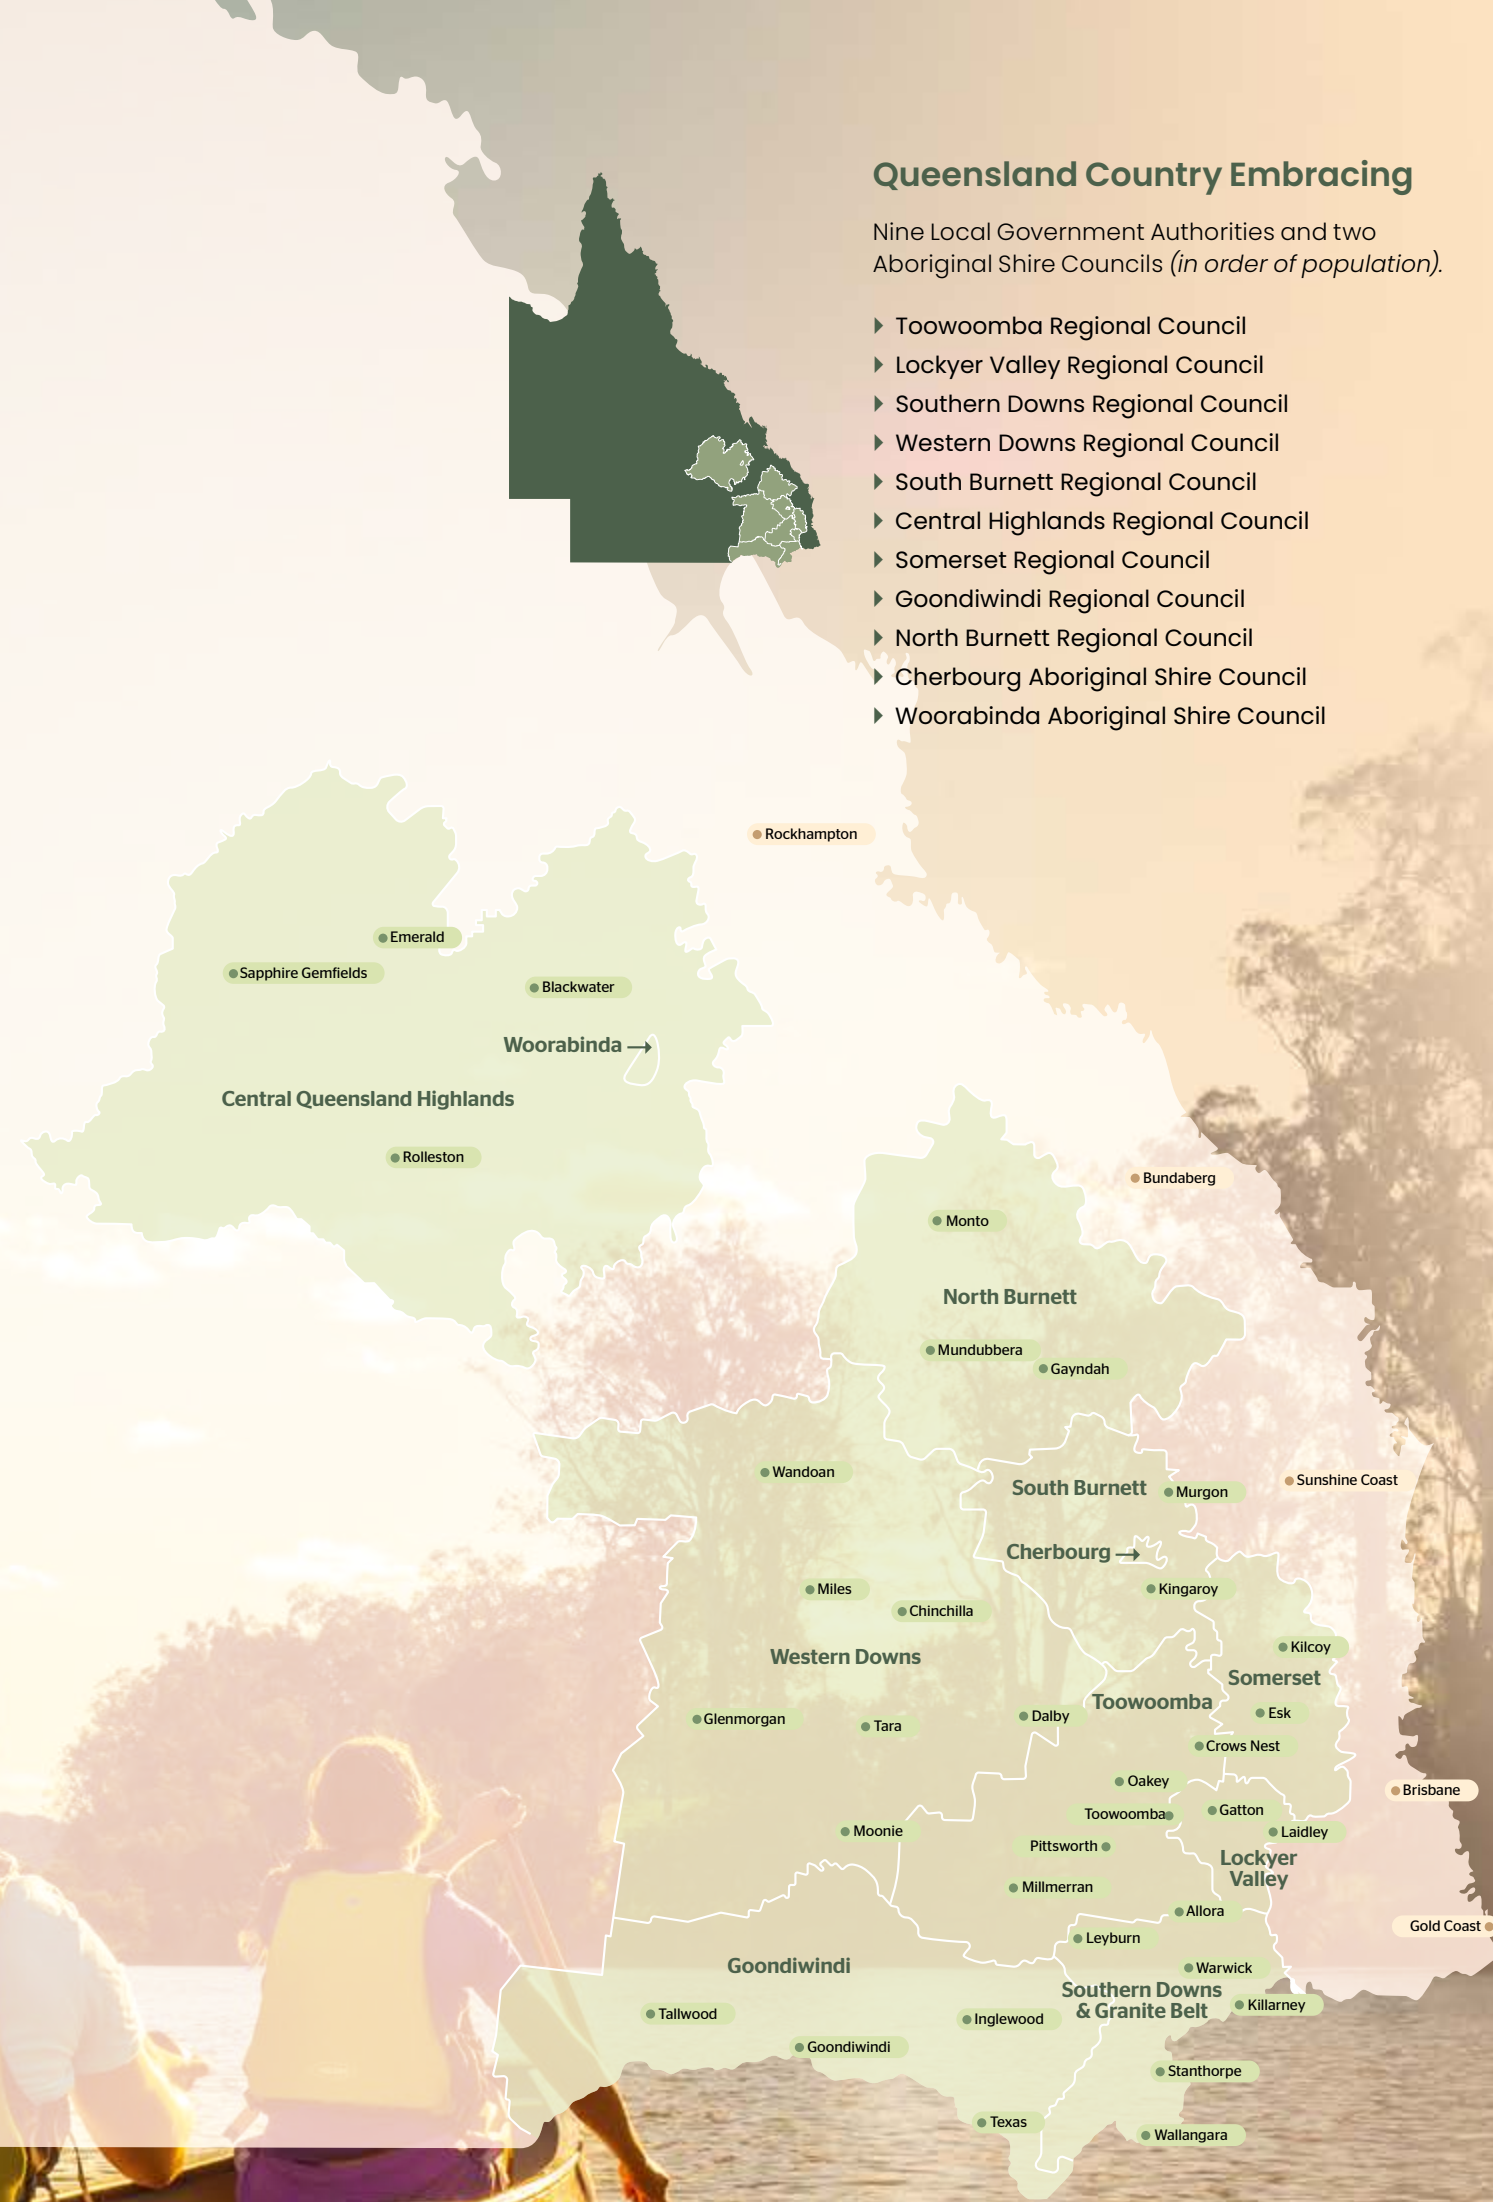 Queensland Country Embracing
Nine Local Government Authorities and two
Aboriginal Shire Councils (in order of population).
Toowoomba Regional Council
Lockyer Valley Regional Council
Southern Downs Regional Council
Western Downs Regional Council
South Burnett Regional Council
Central Highlands Regional Council
Somerset Regional Council
Goondiwindi Regional Council
North Burnett Regional Council
Cherbourg Aboriginal Shire Council
Woorabinda Aboriginal Shire Council
Rockhampton
Emerald
Sapphire Gemfields
Blackwater
Woorabinda
Central Queensland Highlands
Rolleston
Bundaberg
Monto
North Burnett
Mundubbera
Gayndah
Wandoan
South Burnett
Murgon
Sunshine Coast
Cherbourg
Kingaroy
Miles
Chinchilla
Kilcoy
Western Downs
Somerset
Toowoomba
Glenmorgan
Tara
Dalby
Esk
Crows Nest
Oakey
Brisbane
Toowoomba
Gatton
Moonie
Laidley
Pittsworth
Lockyer
Valley
Millmerran
Allora
Gold Coast
Leyburn
Goondiwindi
Warwick
Southern Downs
& Granite Belt
Killarney
Tallwood
Inglewood
Goondiwindi
Stanthorpe
Texas
Wallangara